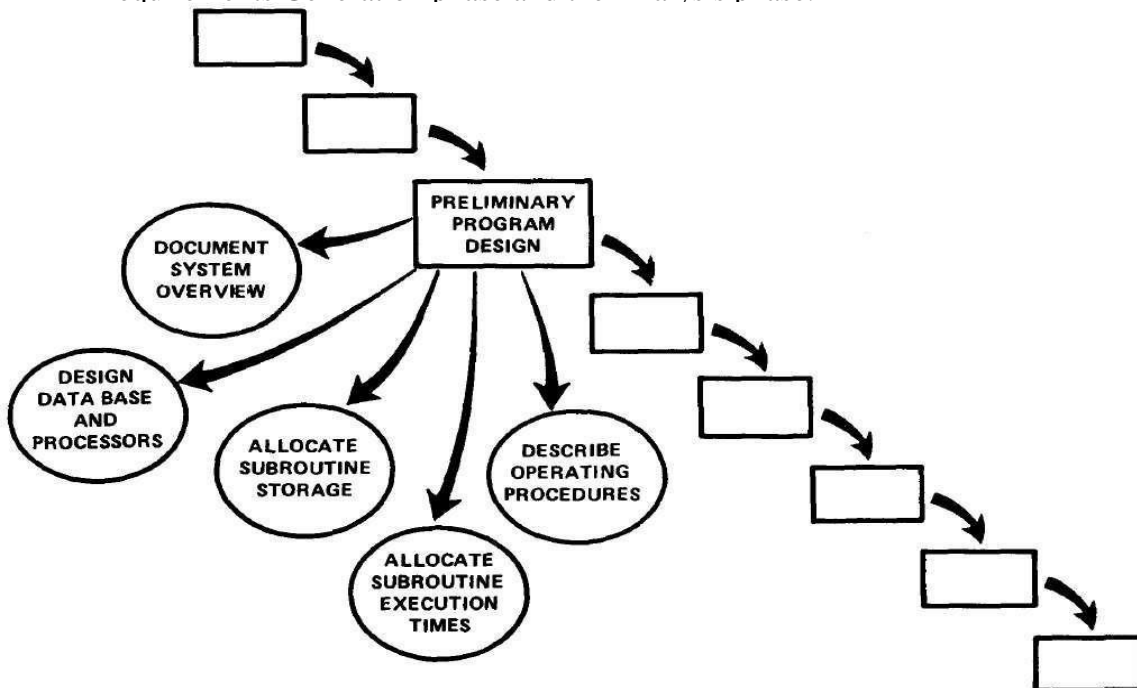 PRELIMINARY
PROGRAM
DESIGN
DOCUMENT
SYSTEM
OVERVIEW
DESIGN
DATA BASE
AND
PROCESSORS
ALLOCATE
SUBROUTINE
STORAGE
DESCRIBE
OPERATING
PROCEDURES
ALLOCATE
SUBROUTINE
EXECUTION
TIMES